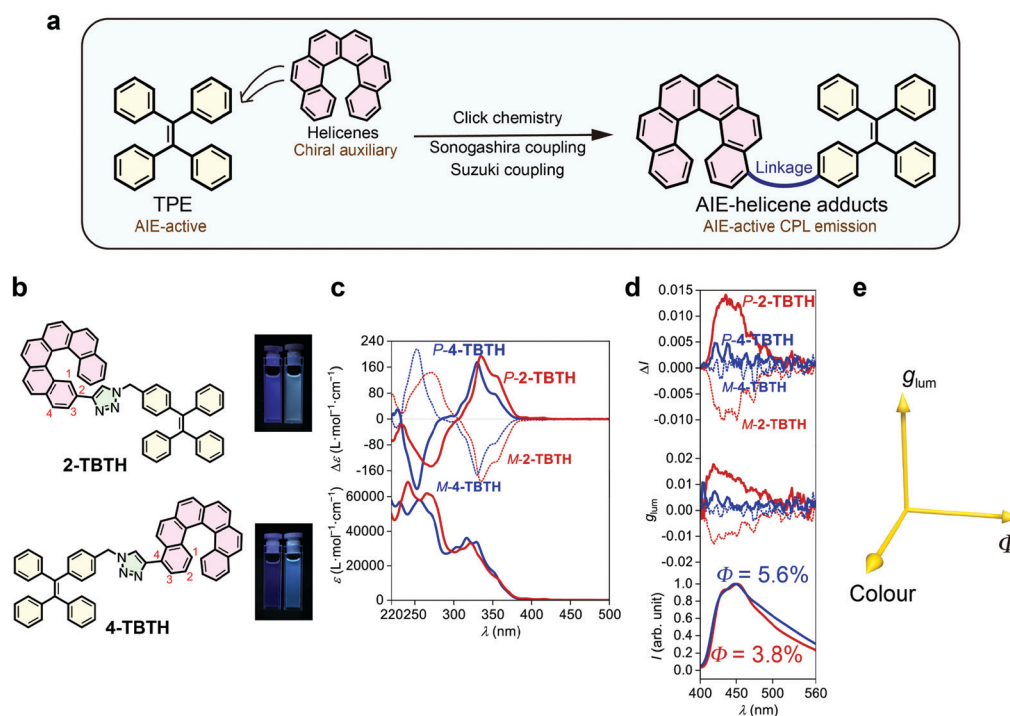 a
TPE
AIE-active
Helicenes
Chiral auxiliary
Click chemistry
Sonogashira coupling
Suzuki coupling
Linkage
AIE-helicene adducts
AIE-active CPL emission
b
1
2
3
4
N
N
N
2-TBTH
N
N
N
4
1
3
2
4-TBTH
c
240
160
80
0
-80
-160
Δε (L·mol⁻¹·cm⁻¹)
P-4-TBTH
P-2-TBTH
M-2-TBTH
M-4-TBTH
60000
40000
20000
0
ε (L·mol⁻¹·cm⁻¹)
220 250 300 350 400 450 500
λ (nm)
d
0.015
0.010
0.005
0.000
-0.005
-0.010
ΔI
P-2-TBTH
P-4-TBTH
M-4-TBTH
M-2-TBTH
0.02
0.01
0.00
-0.01
-0.02
glum
1.0
0.8
0.6
0.4
0.2
0.0
I (arb. unit)
Φ = 5.6%
Φ = 3.8%
400 450 500 560
λ (nm)
e
glum
Φ
Colour